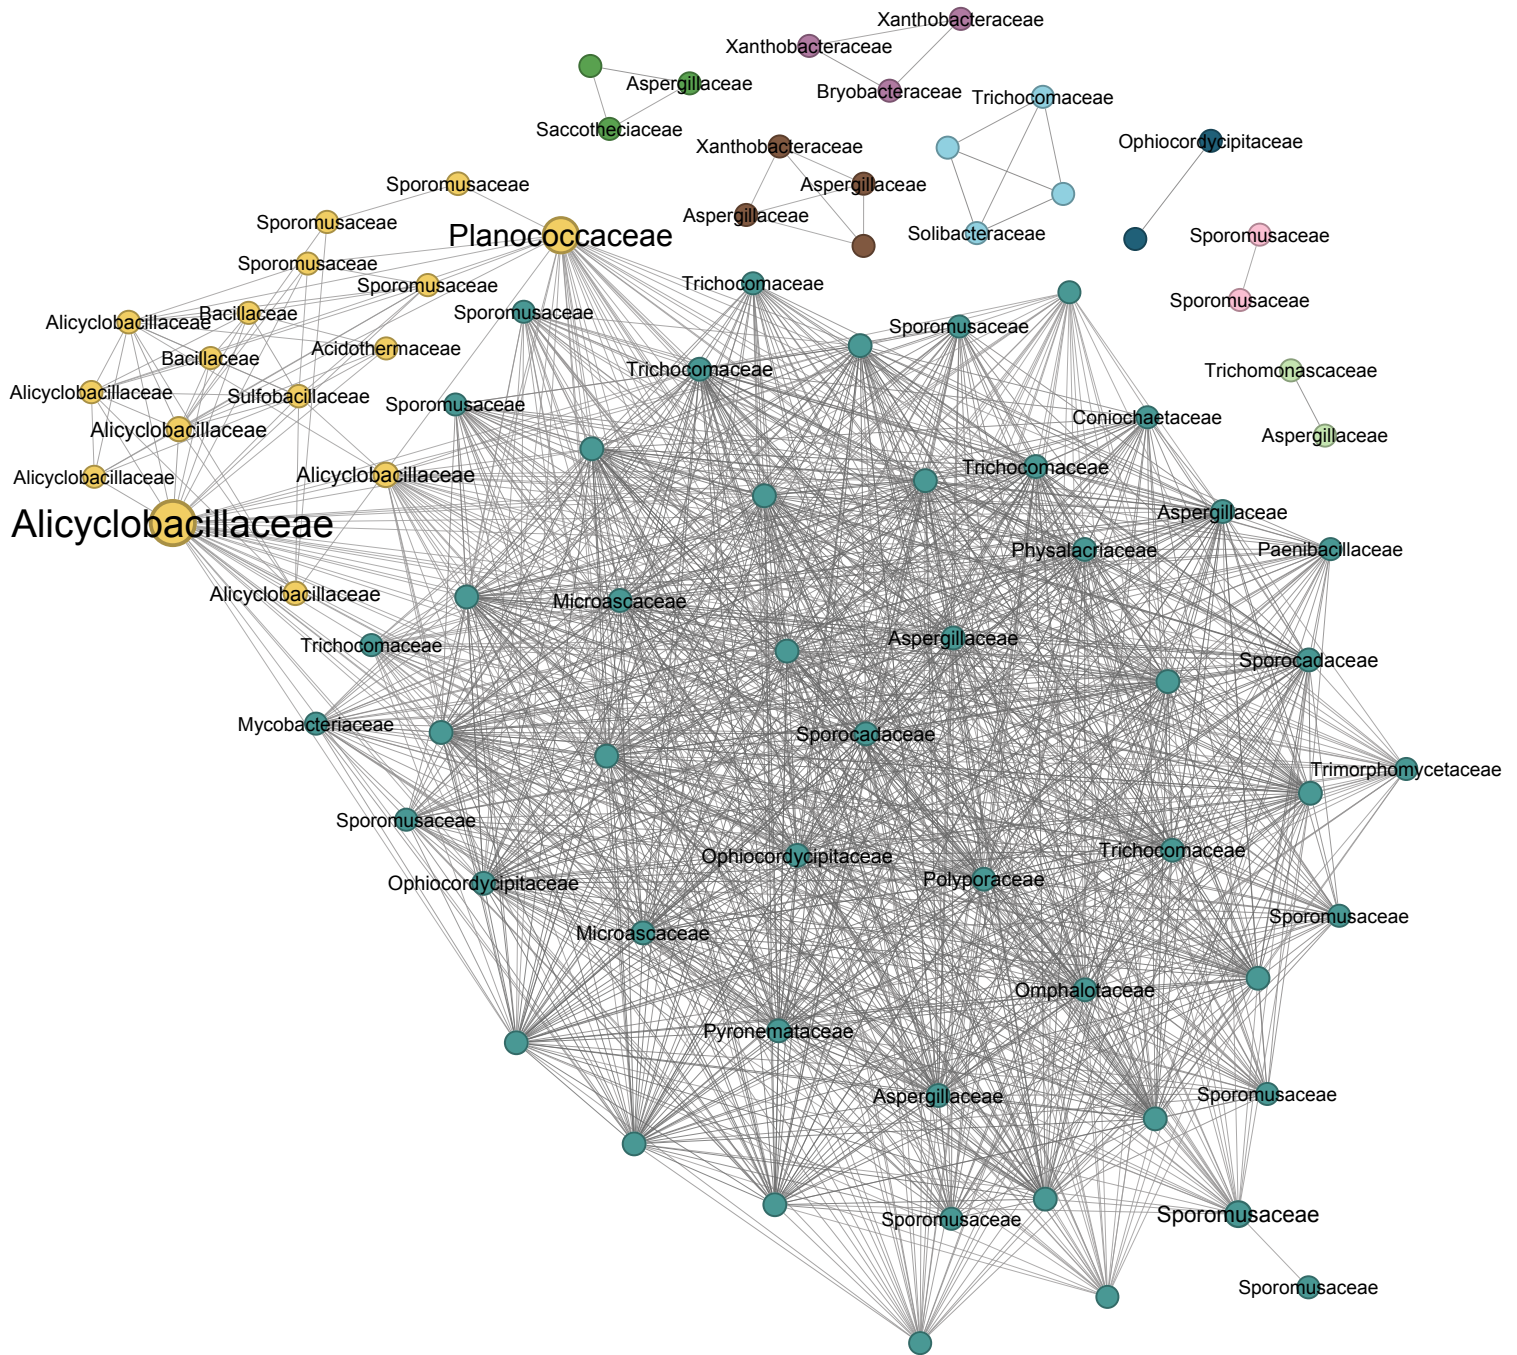 Xanthobacteraceae
Xanthobacteraceae
Aspergillaceae
Bryobacteraceae
Trichocomaceae
Saccotheciaceae
Ophiocordycipitaceae
Xanthobacteraceae
Sporomusaceae
Aspergillaceae
Aspergillaceae
Sporomusaceae
Solibacteraceae
Sporomusaceae
Planococcaceae
Sporomusaceae
Sporomusaceae
Trichocomaceae
Sporomusaceae
Bacillaceae
Sporomusaceae
Alicyclobacillaceae
Sporomusaceae
Acidothermaceae
Bacillaceae
Trichocomaceae
Trichomonascaceae
Alicyclobacillaceae
Sulfobacillaceae
Sporomusaceae
Coniochaetaceae
Alicyclobacillaceae
Aspergillaceae
Trichocomaceae
Alicyclobacillaceae
Alicyclobacillaceae
Aspergillaceae
Alicyclobacillaceae
Physalacriaceae
Paenibacillaceae
Alicyclobacillaceae
Microascaceae
Aspergillaceae
Trichocomaceae
Sporocadaceae
Mycobacteriaceae
Sporocadaceae
Trimorphomycetaceae
Sporomusaceae
Trichocomaceae
Ophiocordycipitaceae
Polyporaceae
Ophiocordycipitaceae
Sporomusaceae
Microascaceae
Omphalotaceae
Pyronemataceae
Sporomusaceae
Aspergillaceae
Sporomusaceae
Sporomusaceae
Sporomusaceae